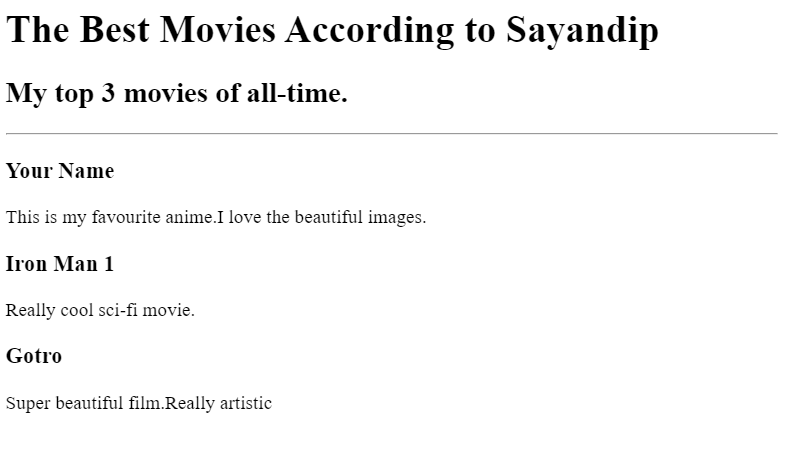 The Best Movies According to Sayandip
My top 3 movies of all-time.
Your Name
This is my favourite anime.I love the beautiful images.
Iron Man 1
Really cool sci-fi movie.
Gotro
Super beautiful film.Really artistic